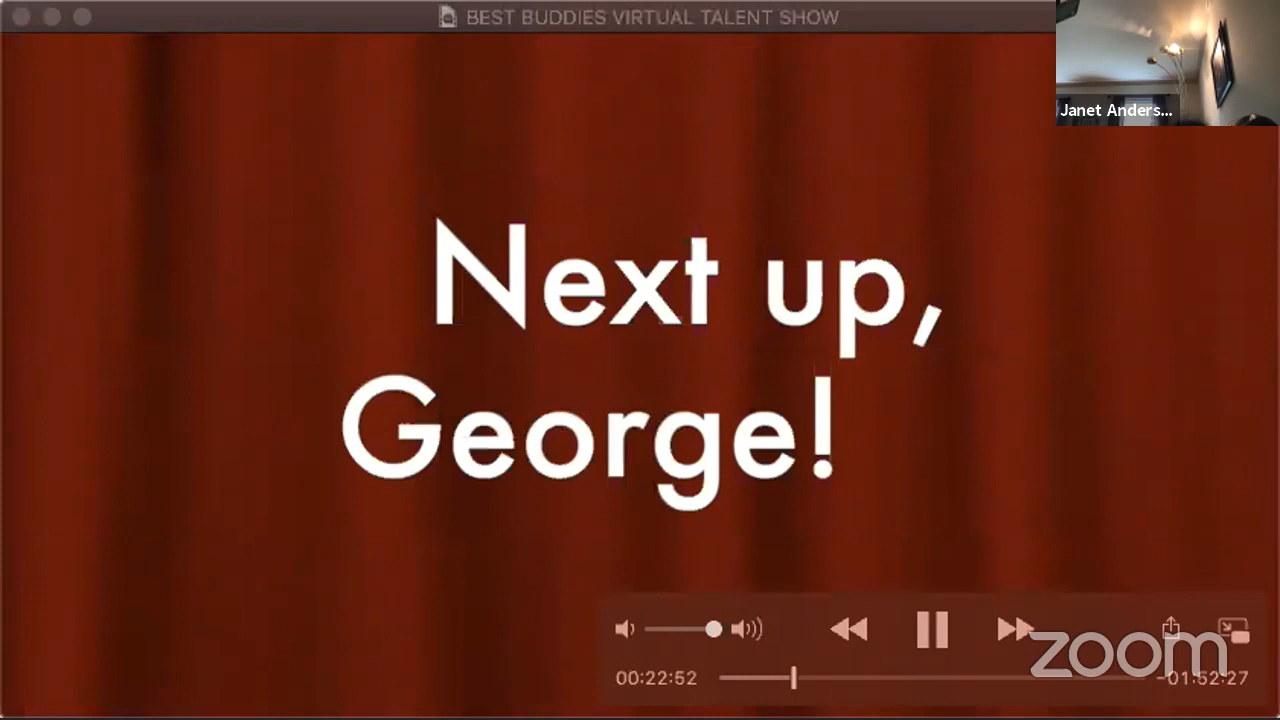 BEST BUDDIES VIRTUAL TALENT SHOW
Janet Anders...
Next up,
George!
00:22:52
-01:52:27
zoom